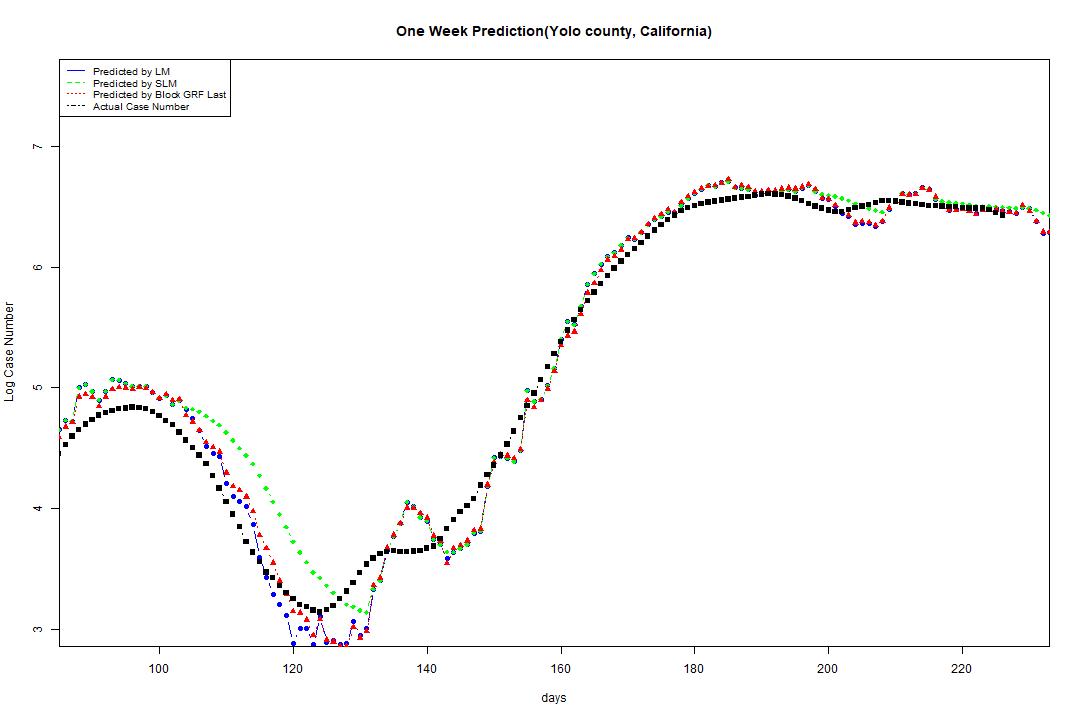 One Week Prediction(Yolo county, California)
Predicted by LM
Predicted by SLM
Predicted by Block GRF Last
Actual Case Number
7
6
5
4
3
Log Case Number
100 120 140 160 180 200 220
days